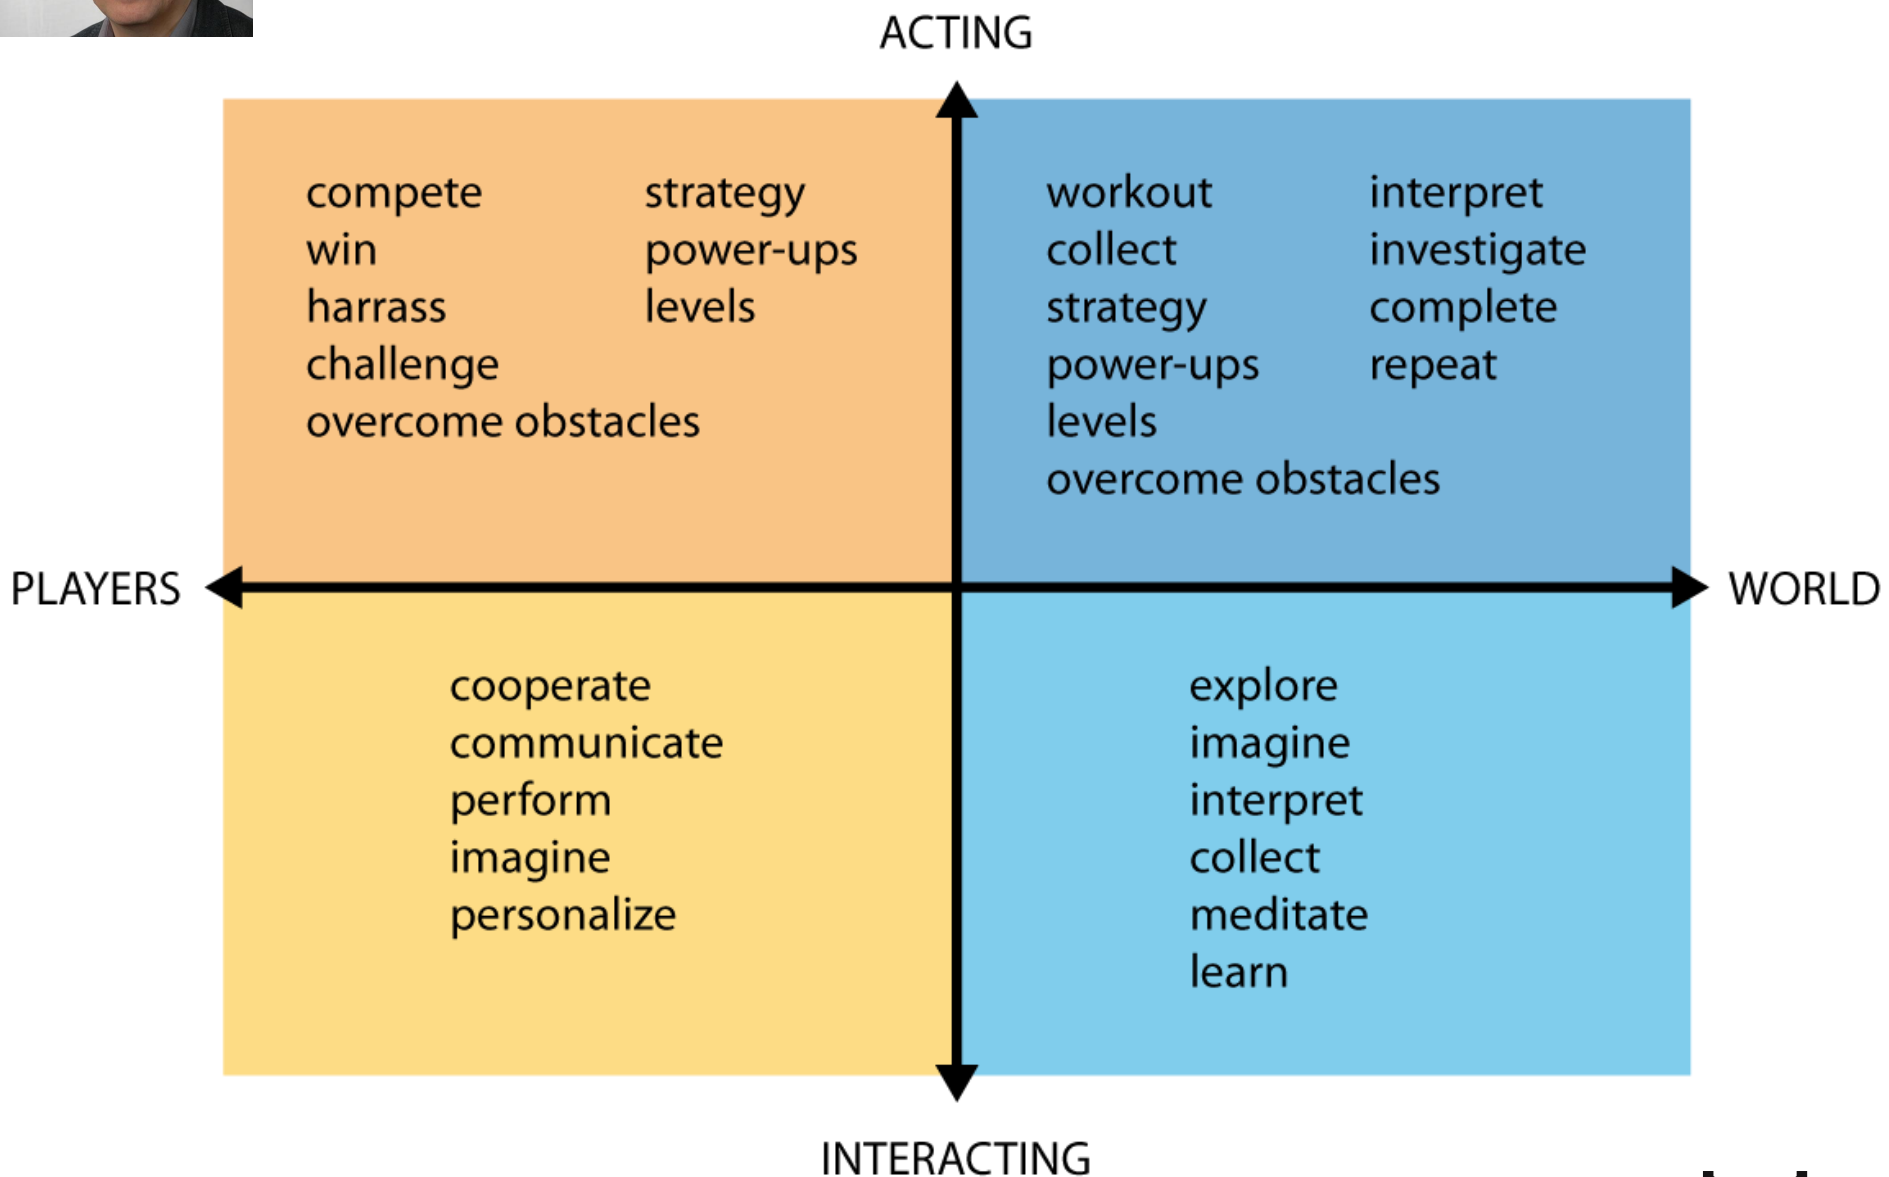 ACTING
compete
win
harrass
challenge
overcome obstacles
strategy
power-ups
levels
workout
collect
strategy
power-ups
levels
overcome obstacles
interpret
investigate
complete
repeat
PLAYERS
WORLD
cooperate
communicate
perform
imagine
personalize
explore
imagine
interpret
collect
meditate
learn
INTERACTING